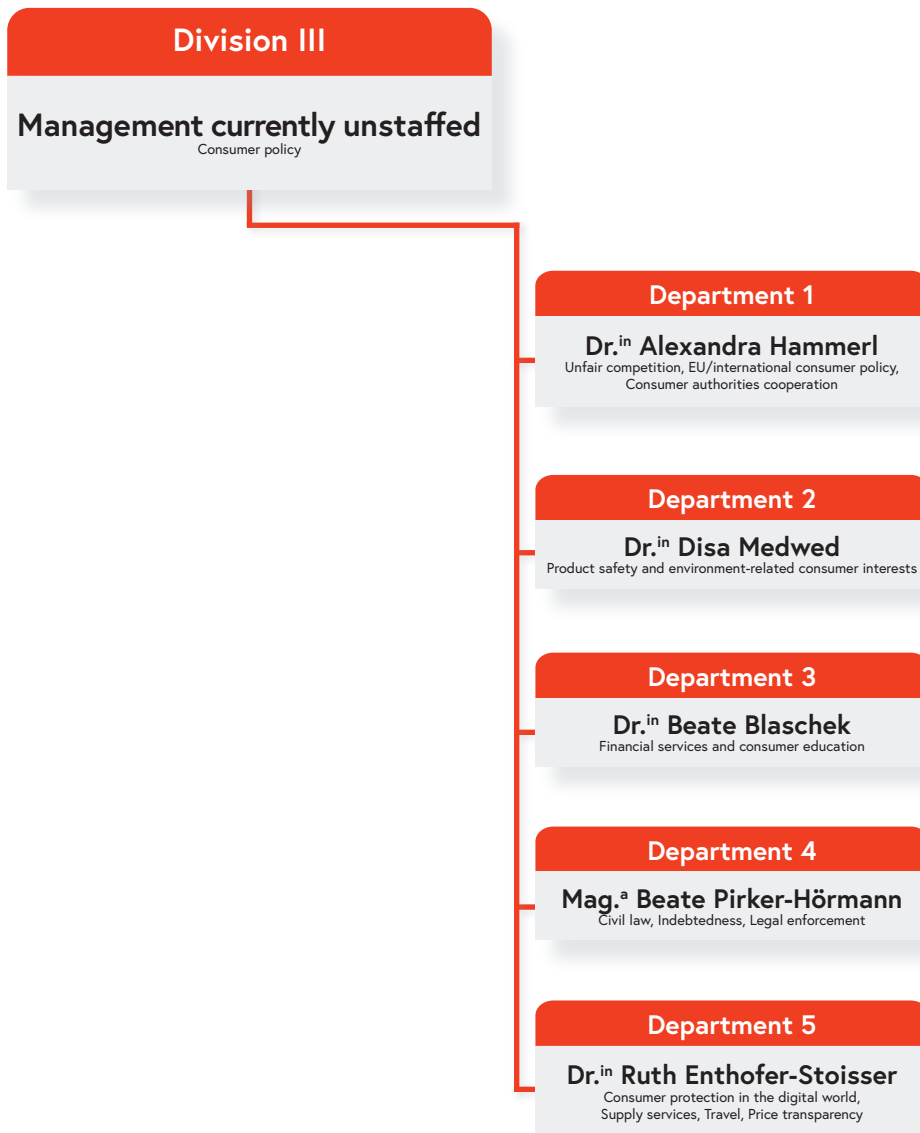 Division III
Management currently unstaffed
Consumer policy
Department 1
Dr.ⁱⁿ Alexandra Hammerl
Unfair competition, EU/international consumer policy,
Consumer authorities cooperation
Department 2
Dr.ⁱⁿ Disa Medwed
Product safety and environment-related consumer interests
Department 3
Dr.ⁱⁿ Beate Blaschek
Financial services and consumer education
Department 4
Mag.ᵃ Beate Pirker-Hörmann
Civil law, Indebtedness, Legal enforcement
Department 5
Dr.ⁱⁿ Ruth Enthofer-Stoisser
Consumer protection in the digital world,
Supply services, Travel, Price transparency